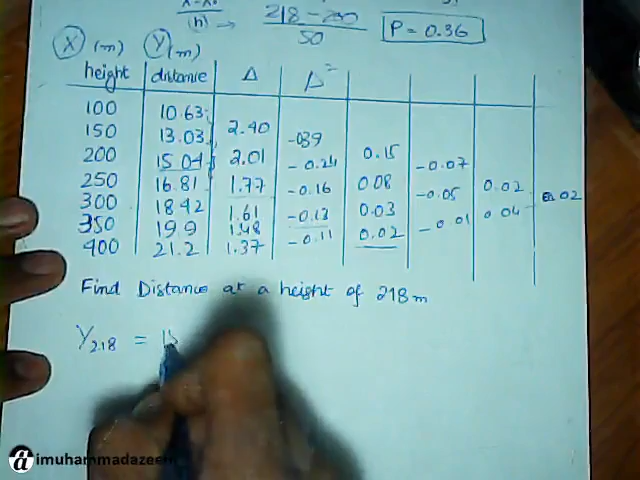 (h) → 218 - 200
50
P = 0.36
X (m) Y (m)
height distance Δ Δ²
100 10.63
150 13.03 2.40 -039
200 15.04 2.01 -0.24 0.15 -0.07
250 16.81 1.77 -0.16 0.08 -0.05 0.02 02
300 18.42 1.61 -0.13 0.03 -0.01 0.04
350 19.9 1.48 -0.11 0.02
400 21.2 1.37
Find Distance at a height of 218m
Y218 =
imuhammadazeem